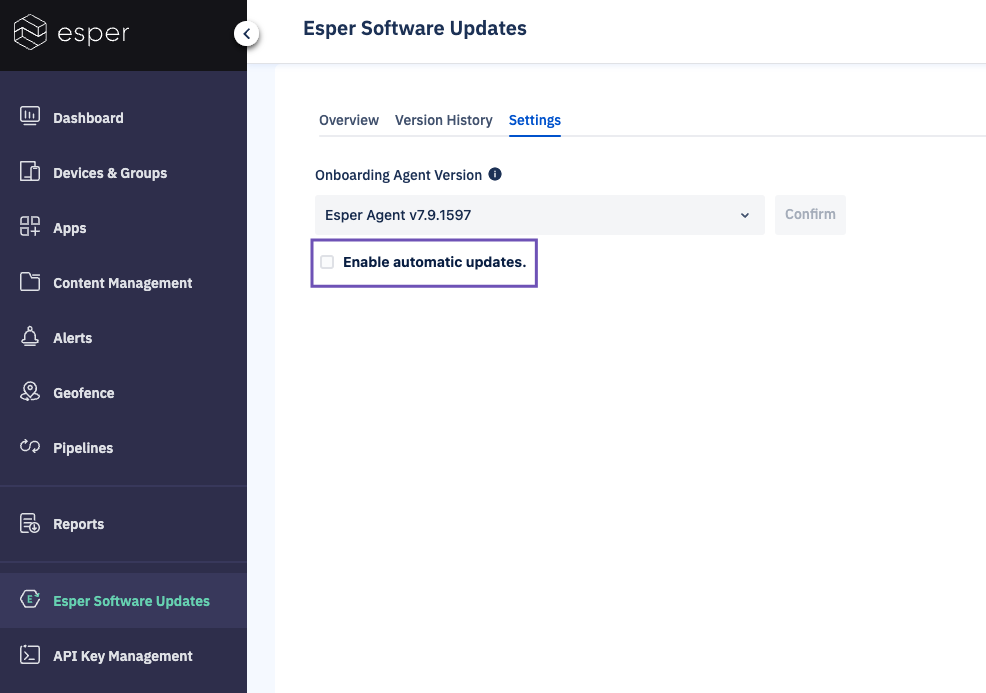 esper
Esper Software Updates
Dashboard
Devices & Groups
Apps
Content Management
Alerts
Geofence
Pipelines
Reports
Esper Software Updates
API Key Management
Overview Version History Settings
Onboarding Agent Version
Esper Agent v7.9.1597 Confirm
Enable automatic updates.